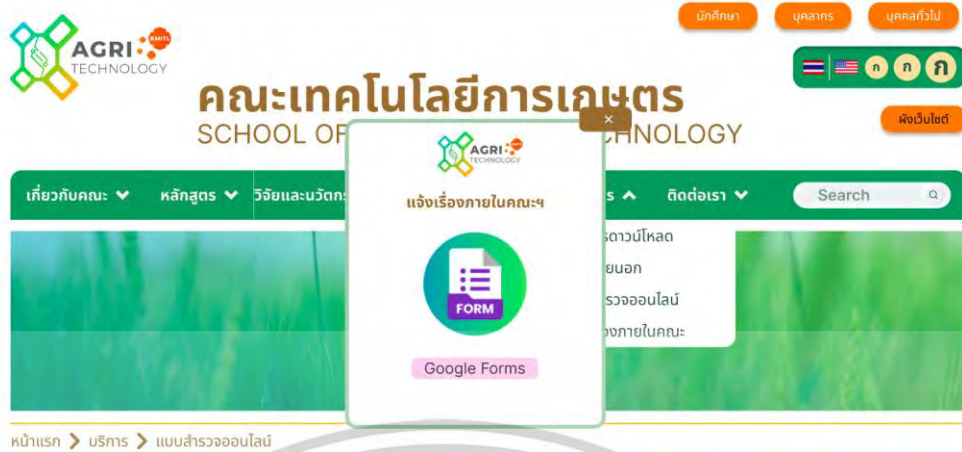 นักศึกษา
บุคลากร
บุคคลทั่วไป
KMITL
AGRI
TECHNOLOGY
ก ก ก
คณะเทคโนโลยีการเกษตร
SCHOOL OF
HNOLOGY
ผังเว็บไซต์
×
AGRI
TECHNOLOGY
แจ้งเรื่องภายในคณะฯ
FORM
Google Forms
เกี่ยวกับคณะ
หลักสูตร
วิจัยและนวัตกร
ร
ติดต่อเรา
Search
รดาวน์โหลด
ยนอก
รวจออนไลน์
องภายในคณะ
หน้าแรก ❯ บริการ ❯ แบบสำรวจออนไลน์